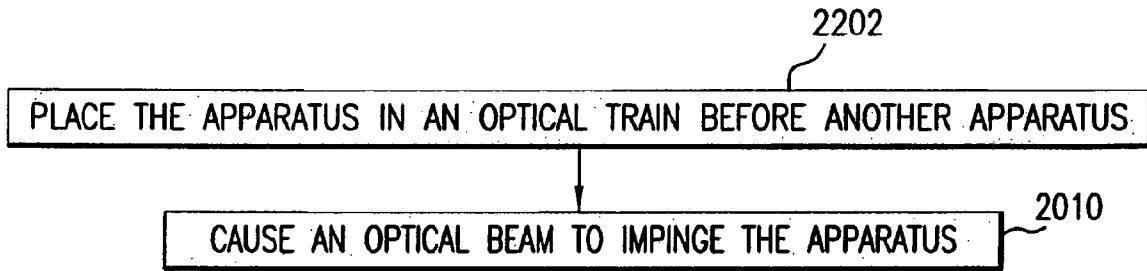 2202
PLACE THE APPARATUS IN AN OPTICAL TRAIN BEFORE ANOTHER APPARATUS
2010
CAUSE AN OPTICAL BEAM TO IMPINGE THE APPARATUS